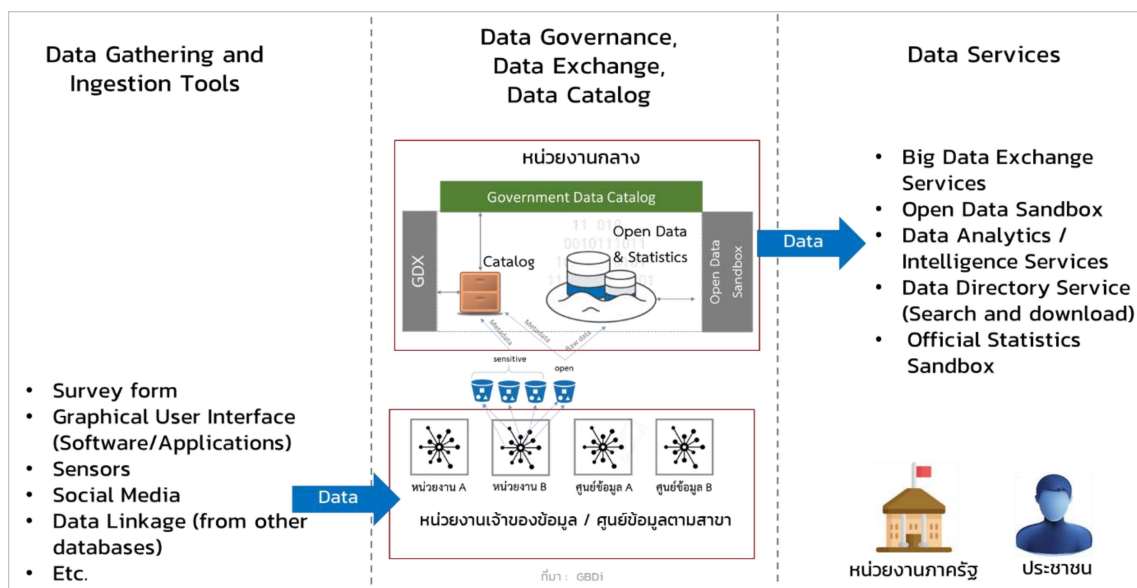 Data Gathering and
Ingestion Tools
• Survey form
• Graphical User Interface
(Software/Applications)
• Sensors
• Social Media
• Data Linkage (from other
databases)
• Etc.
Data
Data Governance,
Data Exchange,
Data Catalog
หน่วยงานกลาง
Government Data Catalog
GDX
Catalog
11 010
0010111011
Open Data
& Statistics
Open Data
Sandbox
Metadata
Metadata
Raw data
sensitive
open
หน่วยงาน A
หน่วยงาน B
ศูนย์ข้อมูล A
ศูนย์ข้อมูล B
หน่วยงานเจ้าของข้อมูล / ศูนย์ข้อมูลตามสาขา
ที่มา : GBDi
Data
Data Services
• Big Data Exchange
Services
• Open Data Sandbox
• Data Analytics /
Intelligence Services
• Data Directory Service
(Search and download)
• Official Statistics
Sandbox
หน่วยงานภาครัฐ
ประชาชน